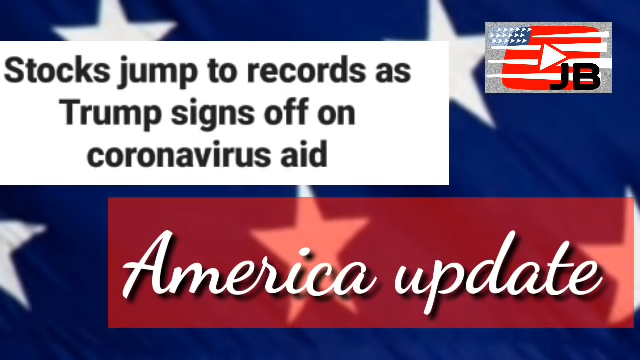 Stocks jump to records as
Trump signs off on
coronavirus aid
JB
America update